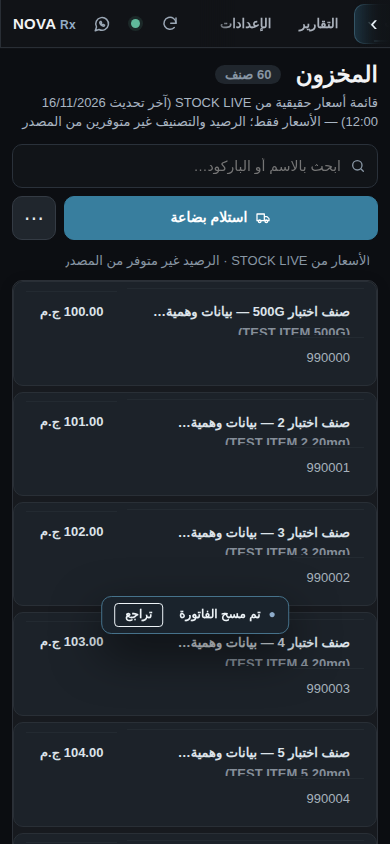 التقارير
الإعدادات
NOVA Rx
المخزون
60 صنف
قائمة أسعار حقيقية من STOCK LIVE (آخر تحديث 16/11/2026
12:00) — الأسعار فقط؛ الرصيد والتصنيف غير متوفرين من المصدر
ابحث بالاسم أو الباركود…
استلام بضاعة
الأسعار من STOCK LIVE · الرصيد غير متوفر من المصدر
صنف اختبار 500G — بيانات وهمية…
100.00 ج.م
(TEST ITEM 500G)
990000
صنف اختبار 2 — بيانات وهمية…
101.00 ج.م
(TEST ITEM 2 20mg)
990001
صنف اختبار 3 — بيانات وهمية…
102.00 ج.م
(TEST ITEM 3 20mg)
990002
تم مسح الفاتورة
تراجع
صنف اختبار 4 — بيانات وهمية…
103.00 ج.م
(TEST ITEM 4 20mg)
990003
صنف اختبار 5 — بيانات وهمية…
104.00 ج.م
(TEST ITEM 5 20mg)
990004